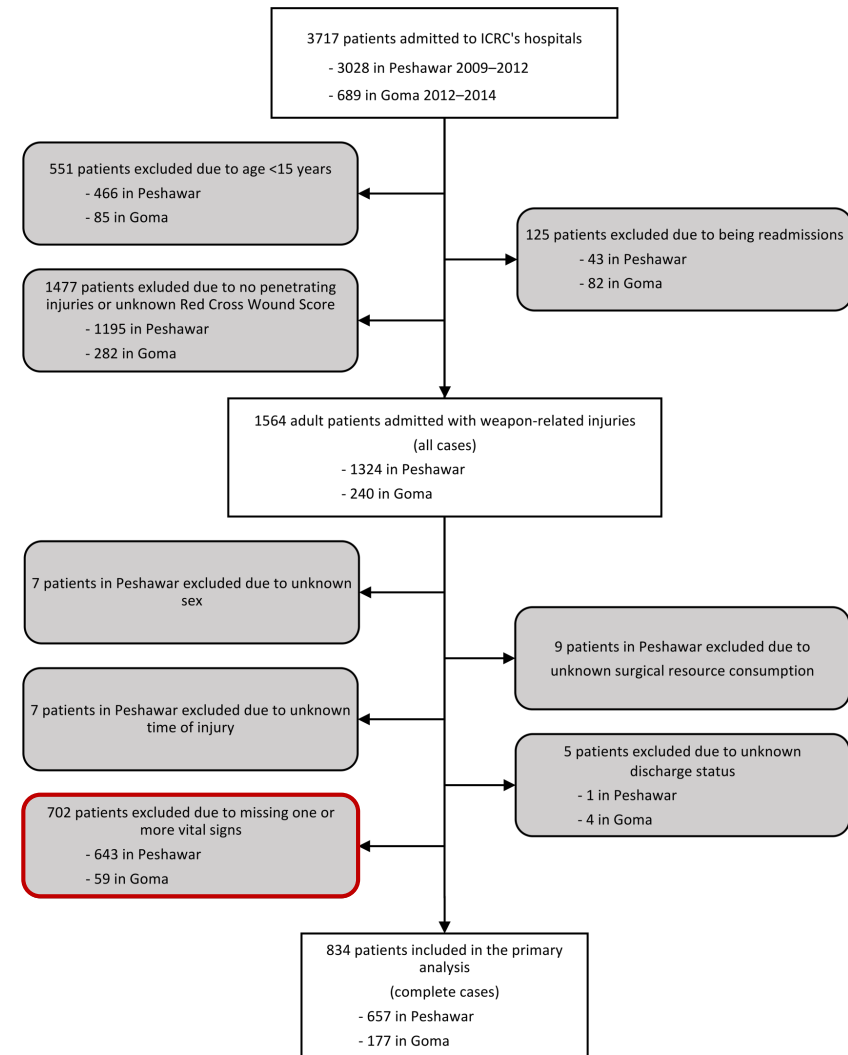 3717 patients admitted to ICRC's hospitals
- 3028 in Peshawar 2009–2012
- 689 in Goma 2012–2014
551 patients excluded due to age <15 years
- 466 in Peshawar
- 85 in Goma
125 patients excluded due to being readmissions
- 43 in Peshawar
- 82 in Goma
1477 patients exluded due to no penetrating
injuries or unknown Red Cross Wound Score
- 1195 in Peshawar
- 282 in Goma
1564 adult patients admitted with weapon-related injuries
(all cases)
- 1324 in Peshawar
- 240 in Goma
7 patients in Peshawar excluded due to unknown
sex
9 patients in Peshawar excluded due to
unknown surgical resource consumption
7 patients in Peshawar excluded due to unknown
time of injury
5 patients excluded due to unknown
discharge status
- 1 in Peshawar
- 4 in Goma
702 patients excluded due to missing one or
more vital signs
- 643 in Peshawar
- 59 in Goma
834 patients included in the primary
analysis
(complete cases)
- 657 in Peshawar
- 177 in Goma